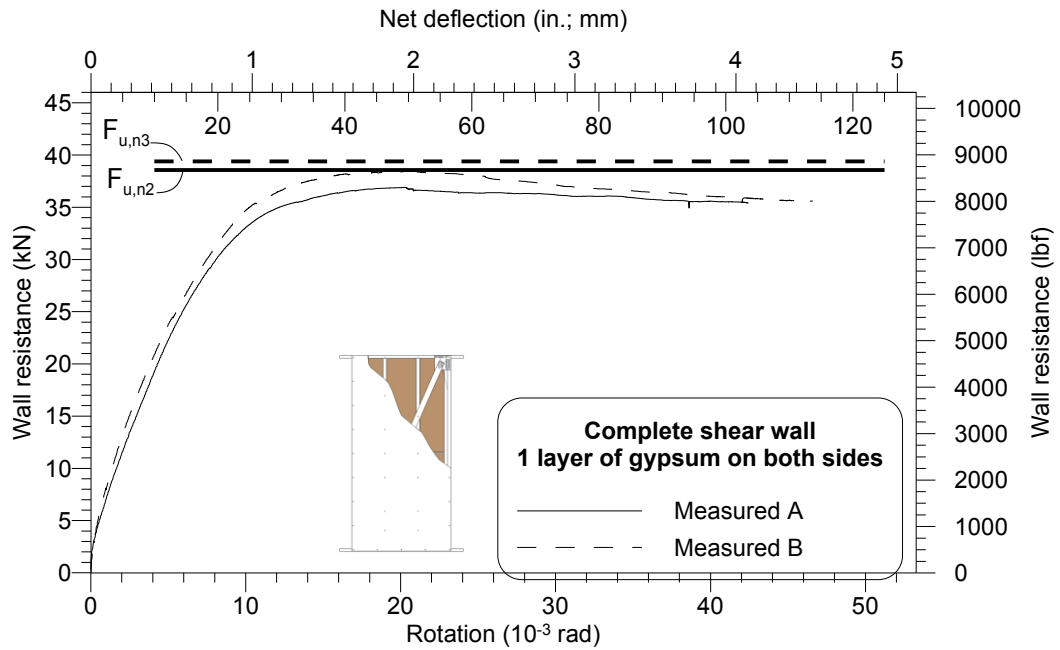 Net deflection (in.; mm)
0 1 2 3 4 5
20 40 60 80 100 120
45
40
35
30
25
20
15
10
5
0
Wall resistance (kN)
F_u,n3
F_u,n2
10000
9000
8000
7000
6000
5000
4000
3000
2000
1000
0
Wall resistance (lbf)
Complete shear wall
1 layer of gypsum on both sides
Measured A
Measured B
0 10 20 30 40 50
Rotation (10⁻³ rad)